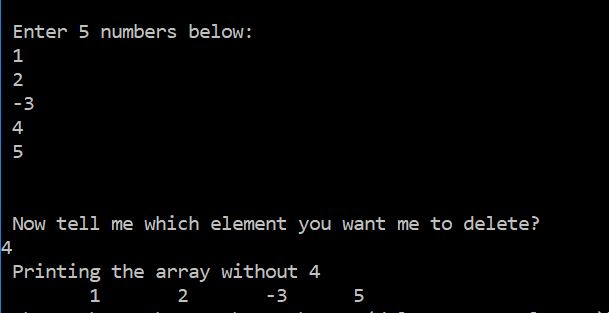 Enter 5 numbers below:
1
2
-3
4
5
Now tell me which element you want me to delete?
4
Printing the array without 4
1 2 -3 5